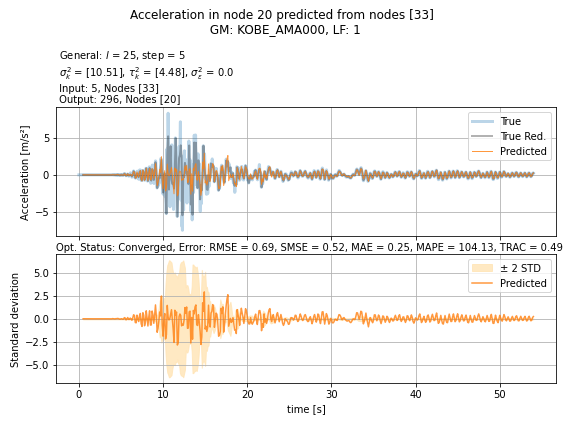 Acceleration in node 20 predicted from nodes [33]
GM: KOBE_AMA000, LF: 1
General: l = 25, step = 5
σ²ₖ = [10.51], τ²ₖ = [4.48], σ²ε = 0.0
Input: 5, Nodes [33]
Output: 296, Nodes [20]
True
True Red.
Predicted
Acceleration [m/s²]
5
0
−5
Opt. Status: Converged, Error: RMSE = 0.69, SMSE = 0.52, MAE = 0.25, MAPE = 104.13, TRAC = 0.49
± 2 STD
Predicted
Standard deviation
5.0
2.5
0.0
−2.5
−5.0
0 10 20 30 40 50
time [s]